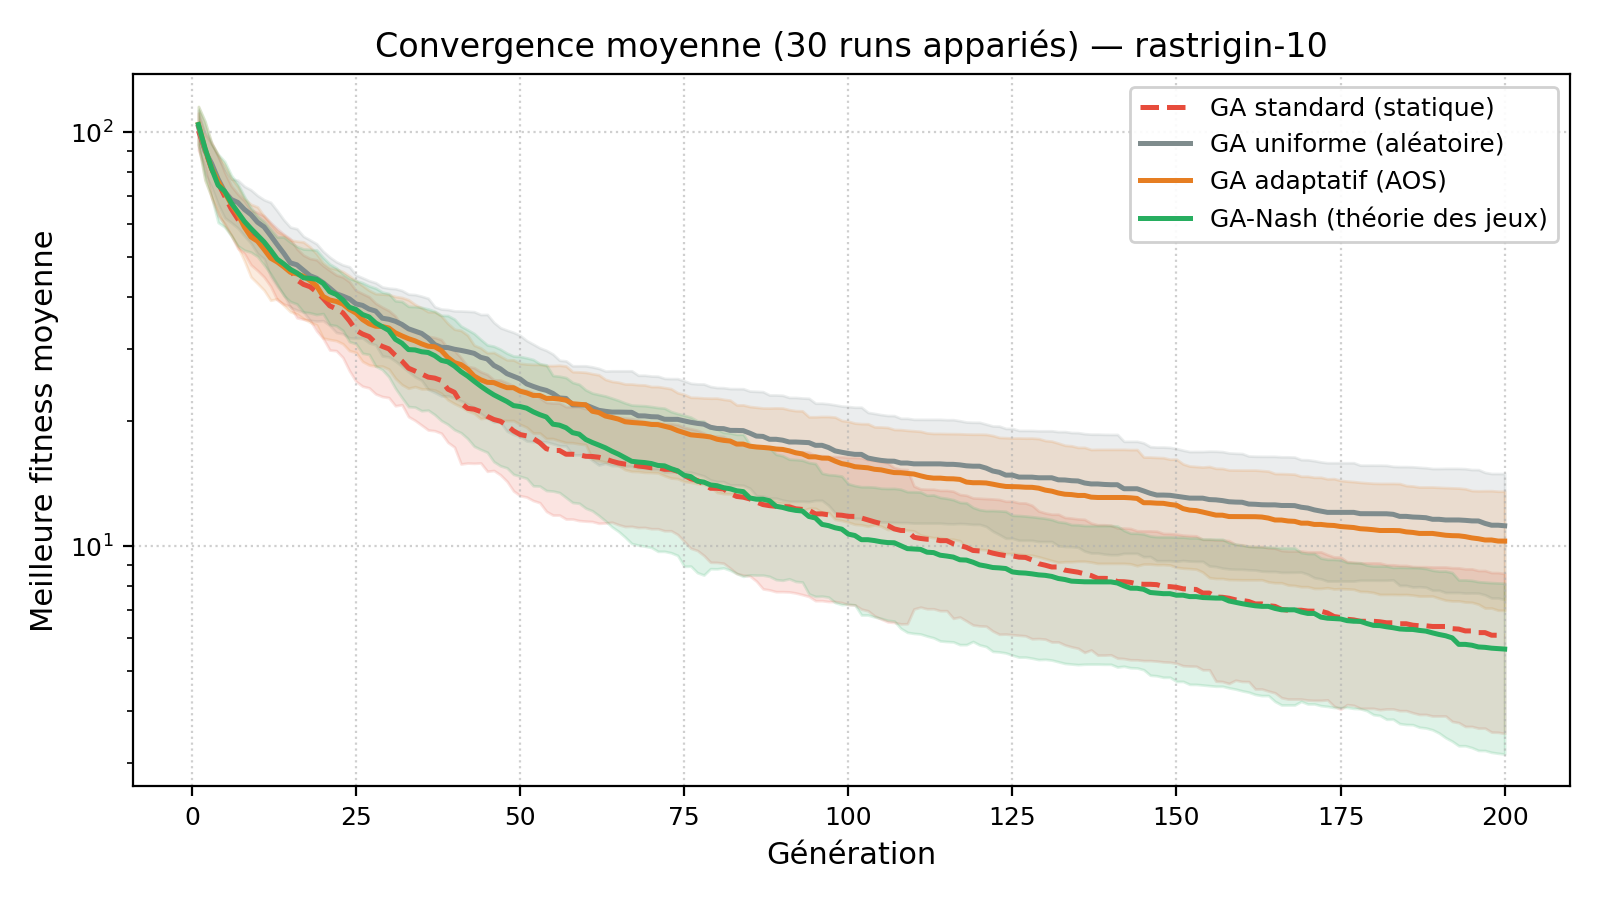 Convergence moyenne (30 runs appariés) — rastrigin-10
GA standard (statique)
GA uniforme (aléatoire)
GA adaptatif (AOS)
GA-Nash (théorie des jeux)
Meilleure fitness moyenne
10²
10¹
0 25 50 75 100 125 150 175 200
Génération